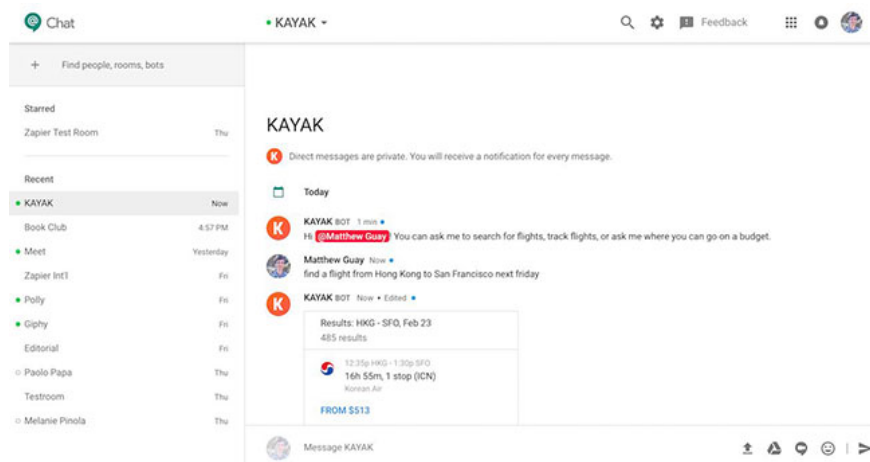 Chat
KAYAK
Feedback
Find people, rooms, bots
Starred
Zapier Test Room Thu
Recent
KAYAK Now
Book Club 4:57 PM
Meet Yesterday
Zapier Int'l Fri
Polly Fri
Giphy Fri
Editorial Fri
Paolo Papa Thu
Testroom Thu
Melanie Pinola Thu
KAYAK
K Direct messages are private. You will receive a notification for every message.
Today
K
KAYAK BOT 1 min
Hi @Matthew Guay! You can ask me to search for flights, track flights, or ask me where you can go on a budget.
Matthew Guay Now
find a flight from Hong Kong to San Francisco next friday
K
KAYAK BOT Now • Edited
Results: HKG - SFO, Feb 23
485 results
12:35p HKG - 1:30p SFO
16h 55m, 1 stop (ICN)
Korean Air
FROM $513
Message KAYAK